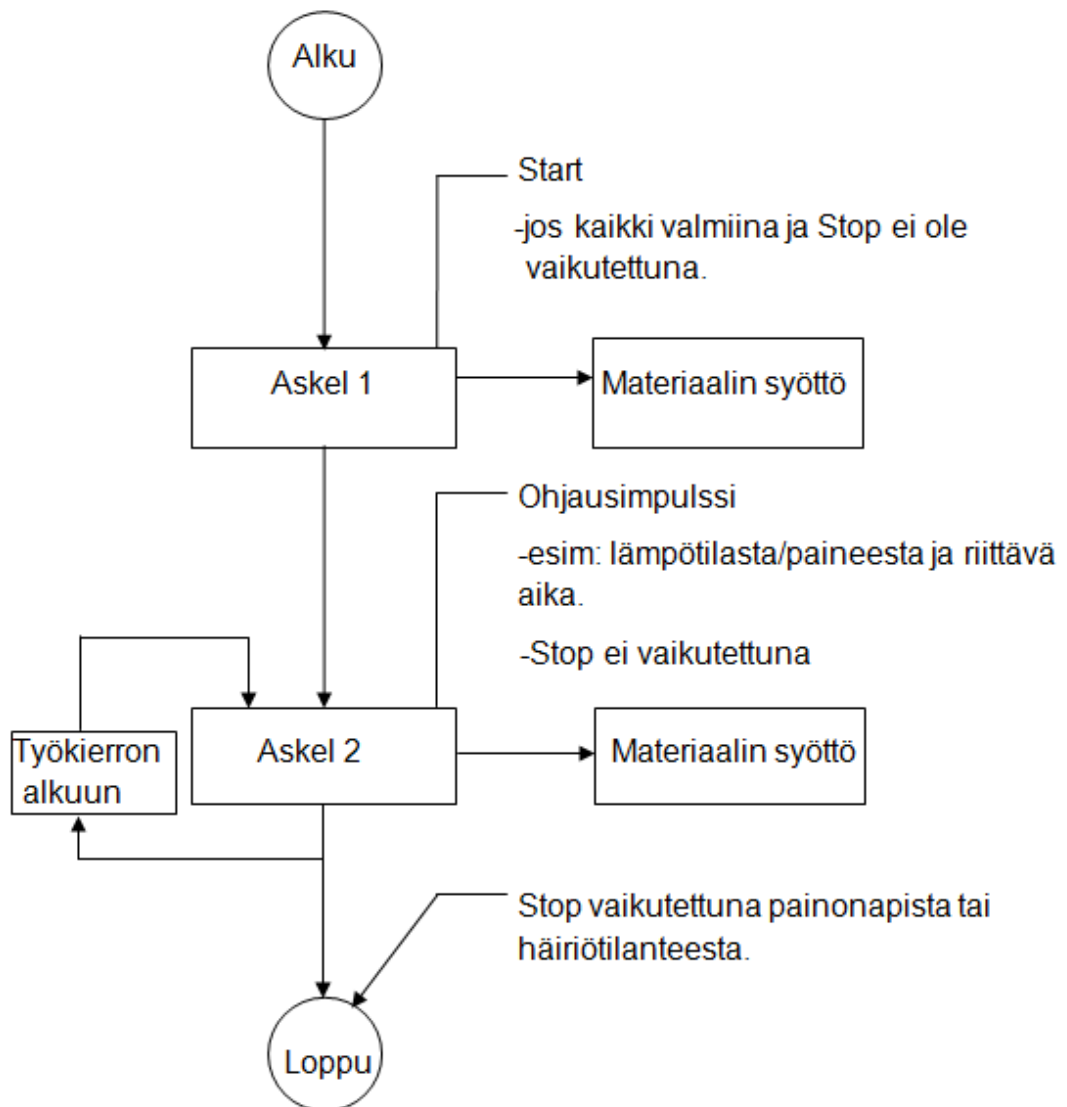 Alku
Start
-jos kaikki valmiina ja Stop ei ole
vaikutettuna.
Askel 1
Materiaalin syöttö
Ohjausimpulssi
-esim: lämpötilasta/paineesta ja riittävä
aika.
-Stop ei vaikutettuna
Työkierron
alkuun
Askel 2
Materiaalin syöttö
Stop vaikutettuna painonapista tai
häiriötilanteesta.
Loppu